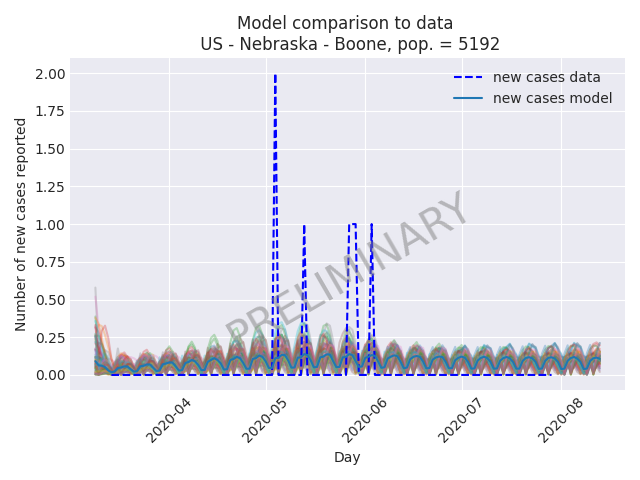 Model comparison to data
US - Nebraska - Boone, pop. = 5192
new cases data
new cases model
Number of new cases reported
2.00
1.75
1.50
1.25
1.00
0.75
0.50
0.25
0.00
PRELIMINARY
2020-04
2020-05
2020-06
2020-07
2020-08
Day